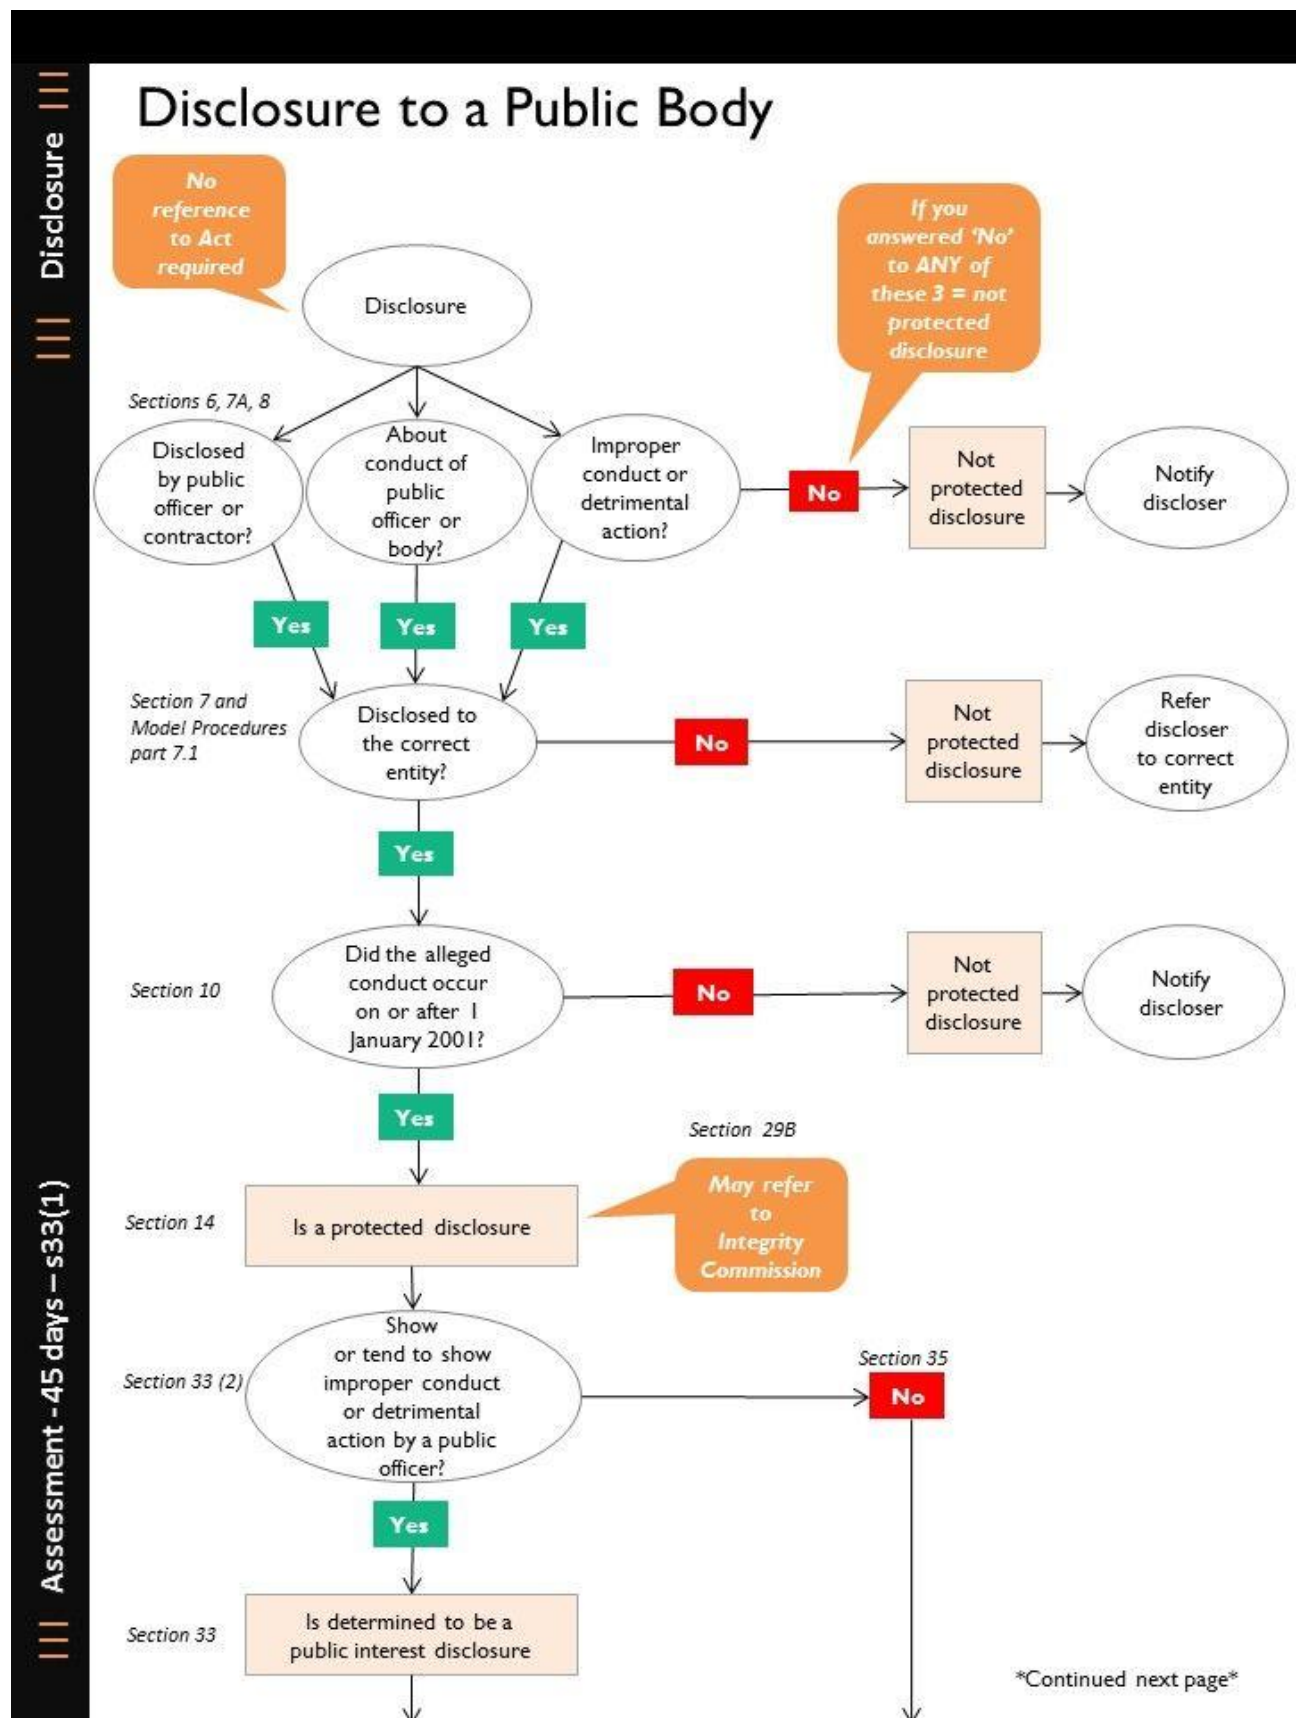 Disclosure to a Public Body
Disclosure
No
reference
to Act
required
If you
answered ‘No’
to ANY of
these 3 = not
protected
disclosure
Disclosure
Sections 6, 7A, 8
Disclosed
by public
officer or
contractor?
About
conduct of
public
officer or
body?
Improper
conduct or
detrimental
action?
No
Not
protected
disclosure
Notify
discloser
Yes
Yes
Yes
Section 7 and
Model Procedures
part 7.1
Disclosed to
the correct
entity?
No
Not
protected
disclosure
Refer
discloser
to correct
entity
Yes
Section 10
Did the alleged
conduct occur
on or after 1
January 2001?
No
Not
protected
disclosure
Notify
discloser
Yes
Section 29B
May refer
to
Integrity
Commission
Section 14
Is a protected disclosure
Assessment - 45 days – s33(1)
Section 33 (2)
Show
or tend to show
improper conduct
or detrimental
action by a public
officer?
Section 35
No
Yes
Section 33
Is determined to be a
public interest disclosure
*Continued next page*